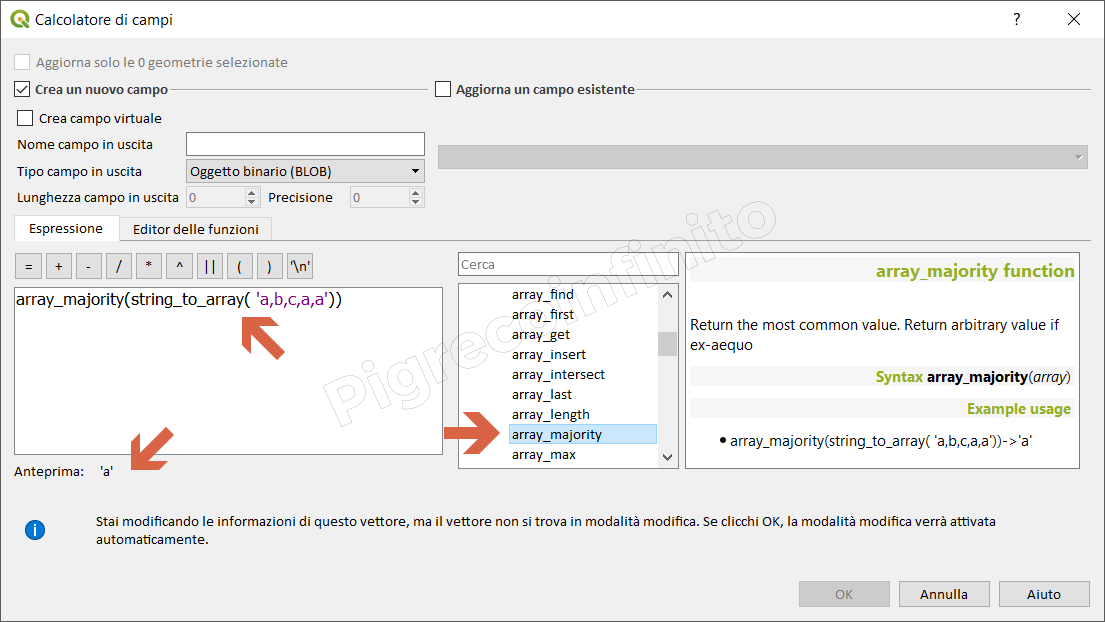 Calcolatore di campi
?
Aggiorna solo le 0 geometrie selezionate
Crea un nuovo campo
Aggiorna un campo esistente
Crea campo virtuale
Nome campo in uscita
Tipo campo in uscita
Oggetto binario (BLOB)
Lunghezza campo in uscita
0
Precisione
0
Espressione
Editor delle funzioni
= + - / * ^ || ( ) '\n'
array_majority(string_to_array( 'a,b,c,a,a'))
Anteprima: 'a'
Cerca
array_find
array_first
array_get
array_insert
array_intersect
array_last
array_length
array_majority
array_max
array_majority function
Return the most common value. Return arbitrary value if
ex-aequo
Syntax array_majority(array)
Example usage
array_majority(string_to_array( 'a,b,c,a,a'))->'a'
Pigrecoinfinito
Stai modificando le informazioni di questo vettore, ma il vettore non si trova in modalità modifica. Se clicchi OK, la modalità modifica verrà attivata
automaticamente.
OK
Annulla
Aiuto